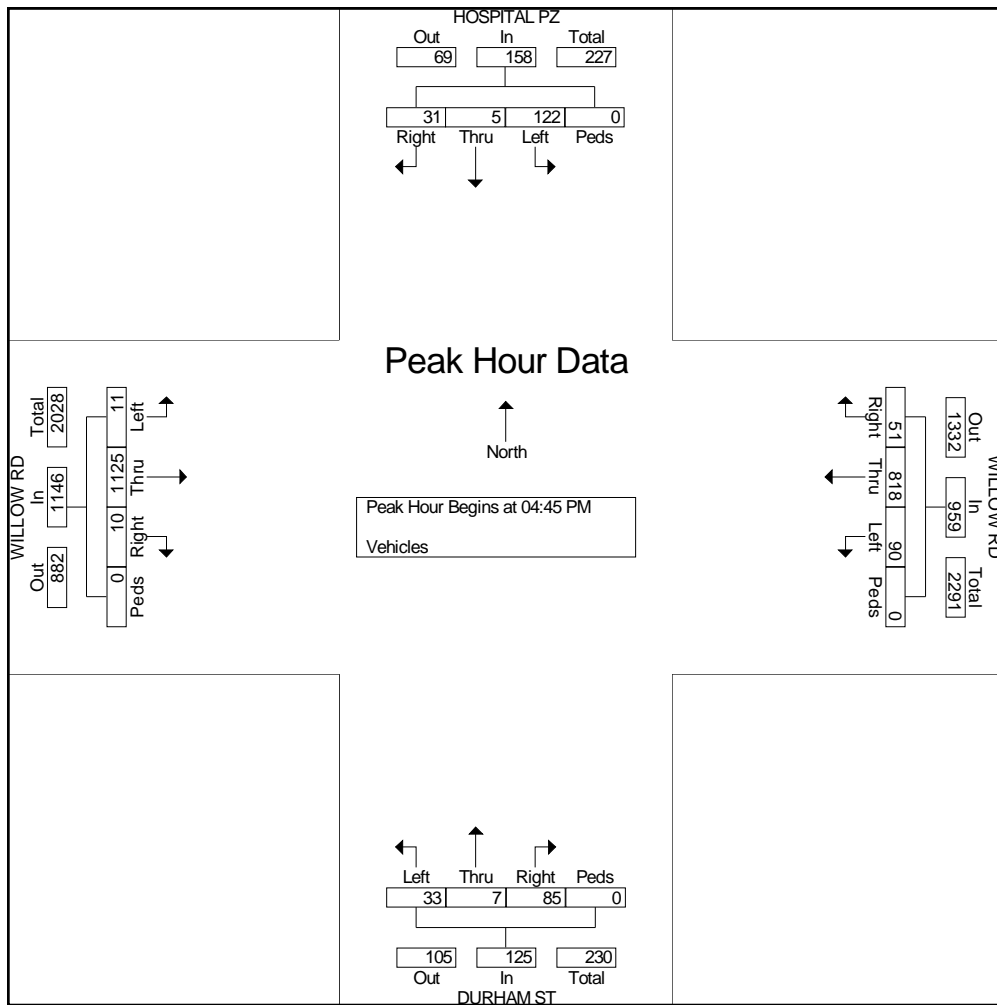 HOSPITAL PZ
Out In Total
69 158 227
31 5 122 0
Right Thru Left Peds
Peak Hour Data
North
Peak Hour Begins at 04:45 PM
Vehicles
WILLOW RD
Out In Total
882 1146 2028
11 1125 10 0
Left Thru Right Peds
WILLOW RD
Out In Total
1332 959 2291
51 818 90 0
Right Thru Left Peds
Left Thru Right Peds
33 7 85 0
105 125 230
Out In Total
DURHAM ST